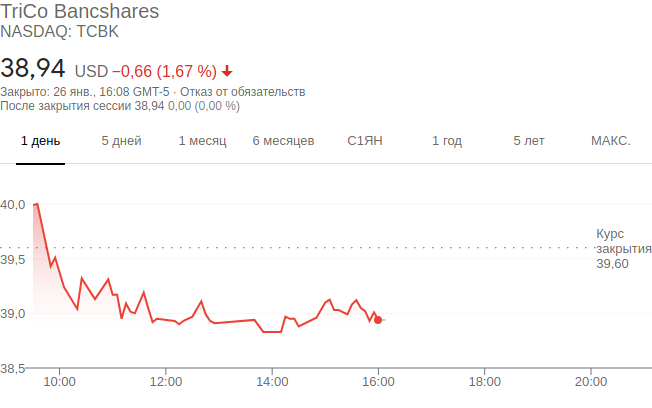 TriCo Bancshares
NASDAQ: TCBK
38,94 USD −0,66 (1,67 %)
Закрыто: 26 янв., 16:08 GMT-5 · Отказ от обязательств
После закрытия сессии 38,94 0,00 (0,00 %)
1 день 5 дней 1 месяц 6 месяцев С1ЯН 1 год 5 лет МАКС.
40,0
Курс
закрытия
39,60
39,5
39,0
38,5
10:00 12:00 14:00 16:00 18:00 20:00